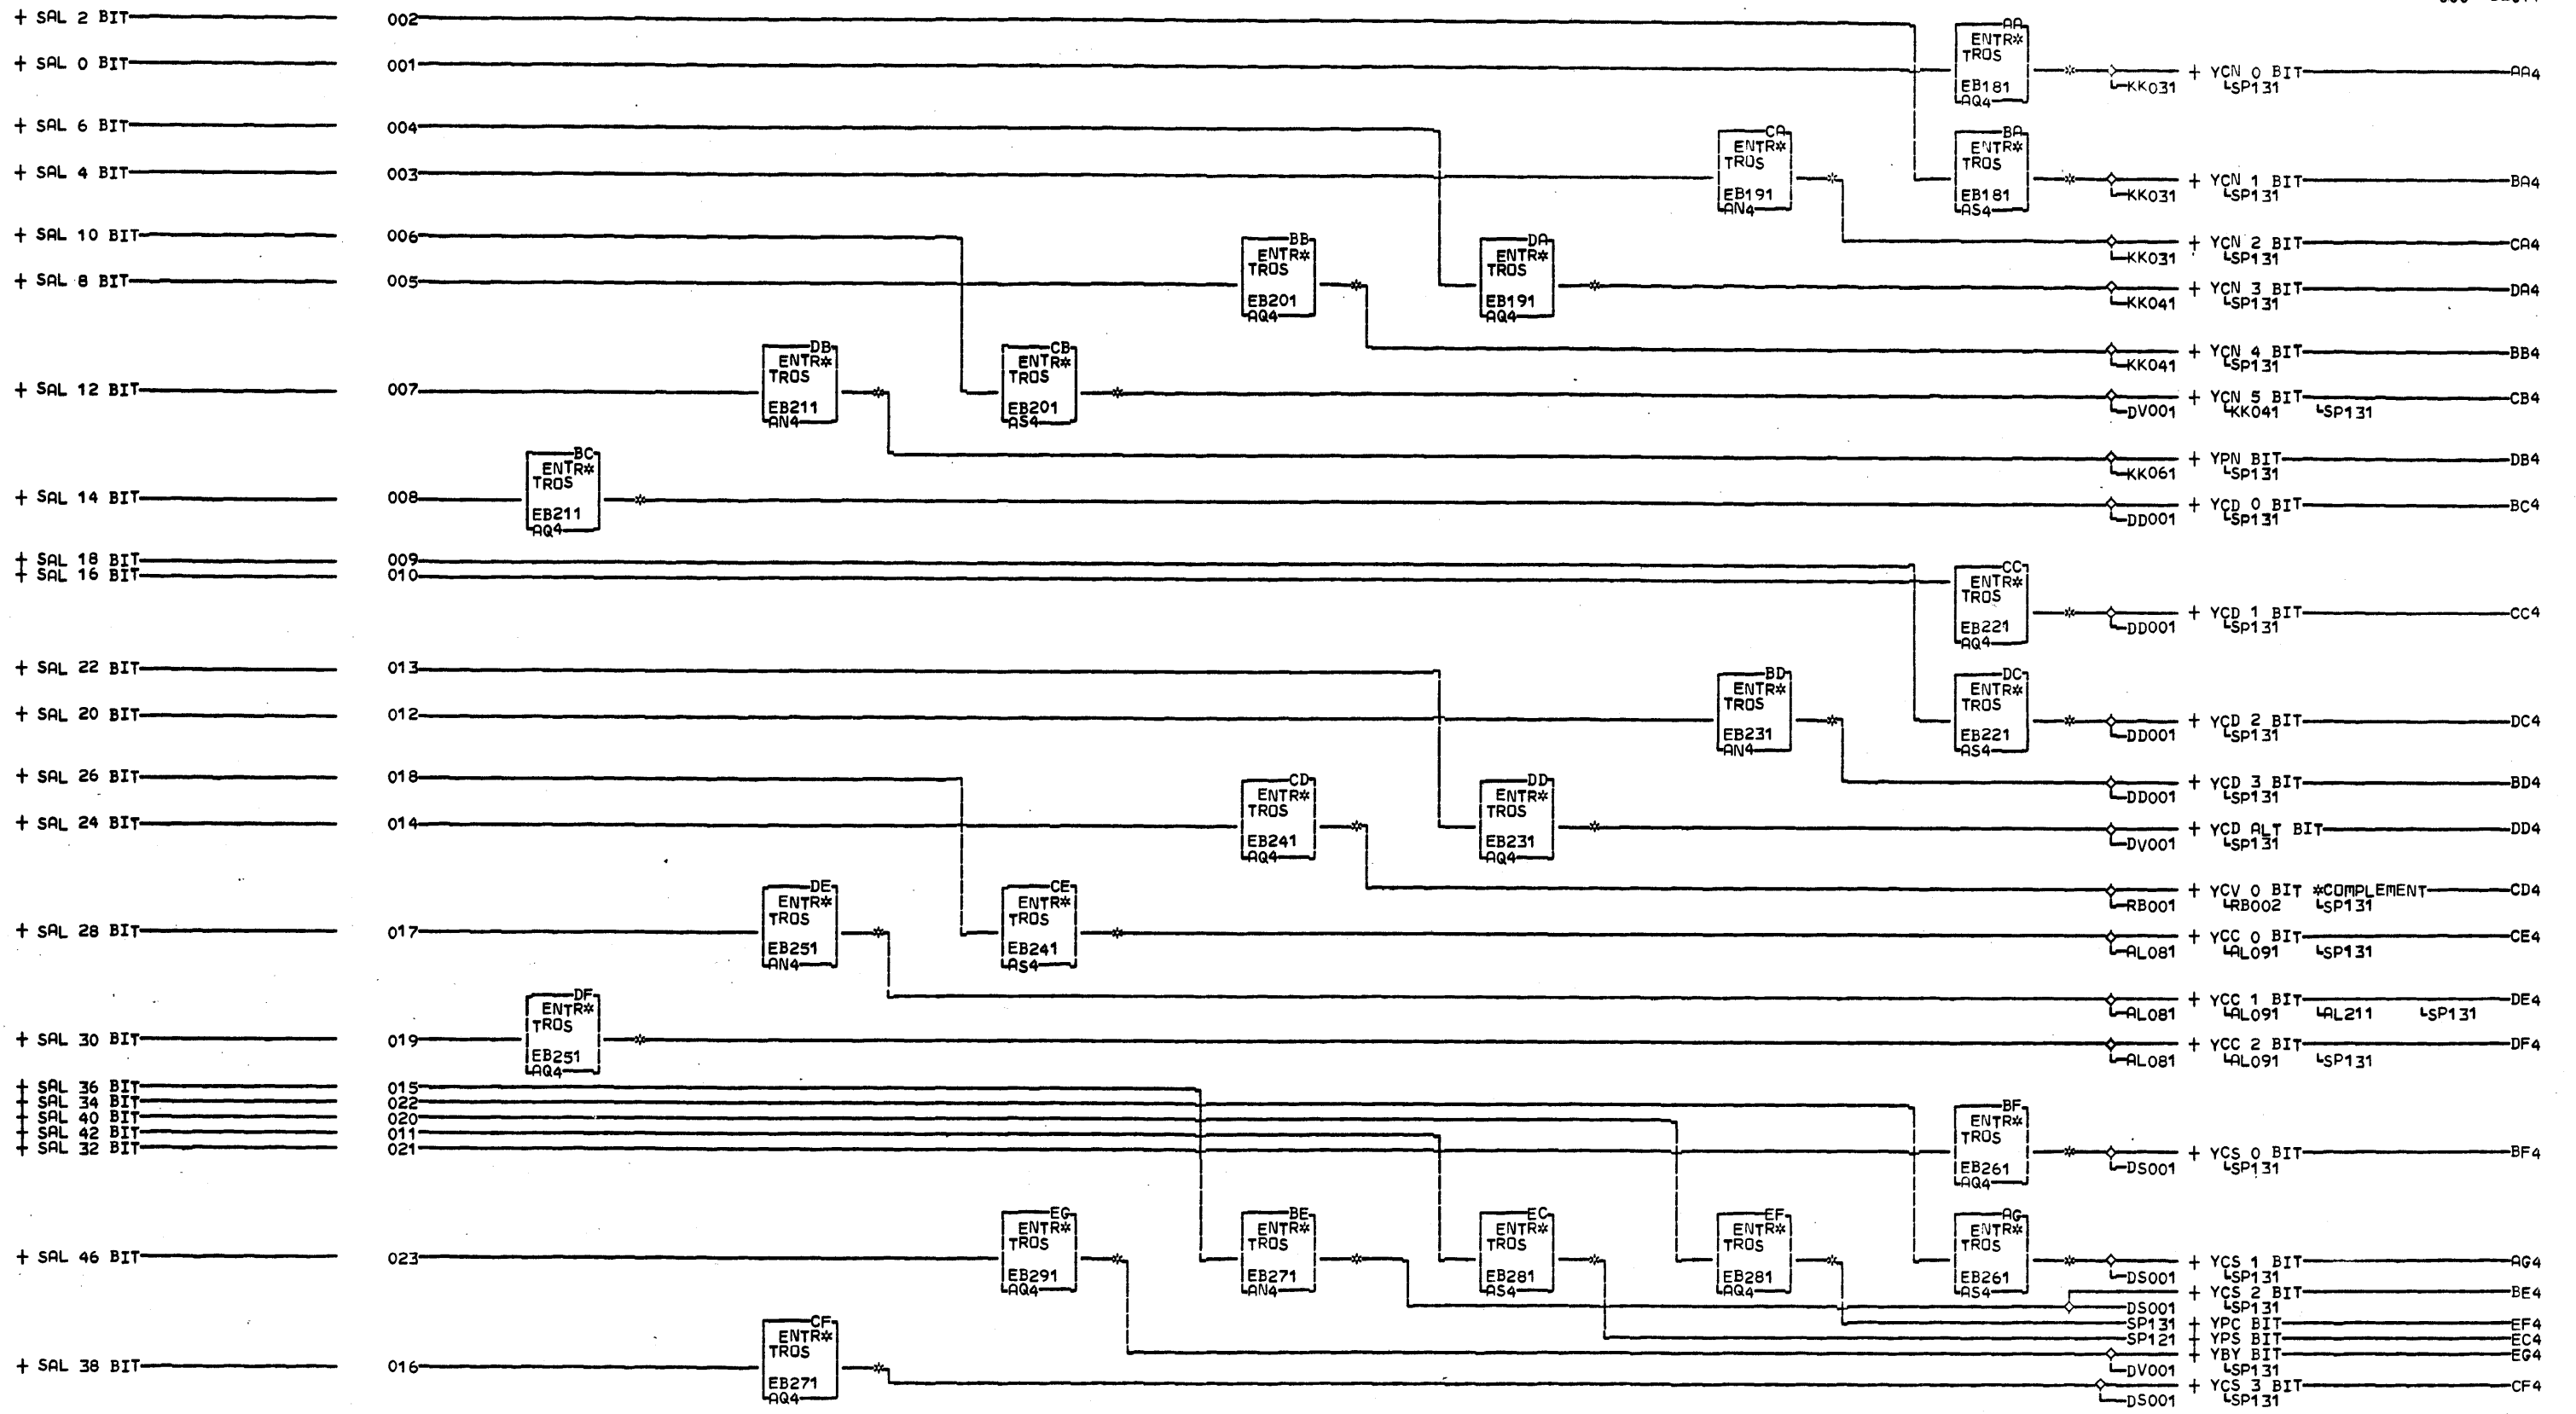 + SAL 2 BIT 002
AA
ENTR*
TROS
EB181
AQ4
+ SAL 0 BIT 001
+ YCN 0 BIT AA4
KK031 SP131
+ SAL 6 BIT 004
CA
ENTR*
TROS
EB191
AN4
BA
ENTR*
TROS
EB181
AS4
+ SAL 4 BIT 003
+ YCN 1 BIT BA4
KK031 SP131
+ SAL 10 BIT 006
BB
ENTR*
TROS
EB201
AQ4
DA
ENTR*
TROS
EB191
AQ4
+ YCN 2 BIT CA4
KK031 SP131
+ SAL 8 BIT 005
+ YCN 3 BIT DA4
KK041 SP131
DB
ENTR*
TROS
EB211
AN4
CB
ENTR*
TROS
EB201
AS4
+ YCN 4 BIT BB4
KK041 SP131
+ SAL 12 BIT 007
+ YCN 5 BIT CB4
DV001 KK041 SP131
BC
ENTR*
TROS
EB211
AQ4
+ YPN BIT DB4
KK061 SP131
+ SAL 14 BIT 008
+ YCD 0 BIT BC4
DD001 SP131
+ SAL 18 BIT 009
+ SAL 16 BIT 010
CC
ENTR*
TROS
EB221
AQ4
+ YCD 1 BIT CC4
DD001 SP131
+ SAL 22 BIT 013
BD
ENTR*
TROS
EB231
AN4
DC
ENTR*
TROS
EB221
AS4
+ SAL 20 BIT 012
+ YCD 2 BIT DC4
DD001 SP131
+ SAL 26 BIT 018
CD
ENTR*
TROS
EB241
AQ4
DD
ENTR*
TROS
EB231
AQ4
+ YCD 3 BIT BD4
DD001 SP131
+ SAL 24 BIT 014
+ YCD ALT BIT DD4
DV001 SP131
DE
ENTR*
TROS
EB251
AN4
CE
ENTR*
TROS
EB241
AS4
+ YCV 0 BIT *COMPLEMENT CD4
RB001 RB002 SP131
+ SAL 28 BIT 017
+ YCC 0 BIT CE4
AL081 AL091 SP131
DF
ENTR*
TROS
EB251
AQ4
+ YCC 1 BIT DE4
AL081 AL091 AL211 SP131
+ SAL 30 BIT 019
+ YCC 2 BIT DF4
AL081 AL091 SP131
+ SAL 36 BIT 015
+ SAL 34 BIT 022
+ SAL 40 BIT 020
+ SAL 42 BIT 011
+ SAL 32 BIT 021
BF
ENTR*
TROS
EB261
AQ4
+ YCS 0 BIT BF4
DS001 SP131
EG
ENTR*
TROS
EB291
AQ4
BE
ENTR*
TROS
EB271
AN4
EC
ENTR*
TROS
EB281
AS4
EF
ENTR*
TROS
EB281
AQ4
AG
ENTR*
TROS
EB261
AS4
+ SAL 46 BIT 023
+ YCS 1 BIT AG4
DS001 SP131
+ YCS 2 BIT BE4
DS001 SP131
SP131 + YPC BIT EF4
SP121 + YPS BIT EC4
+ YBY BIT EG4
DV001 SP131
CF
ENTR*
TROS
EB271
AQ4
+ SAL 38 BIT 016
+ YCS 3 BIT CF4
DS001 SP131